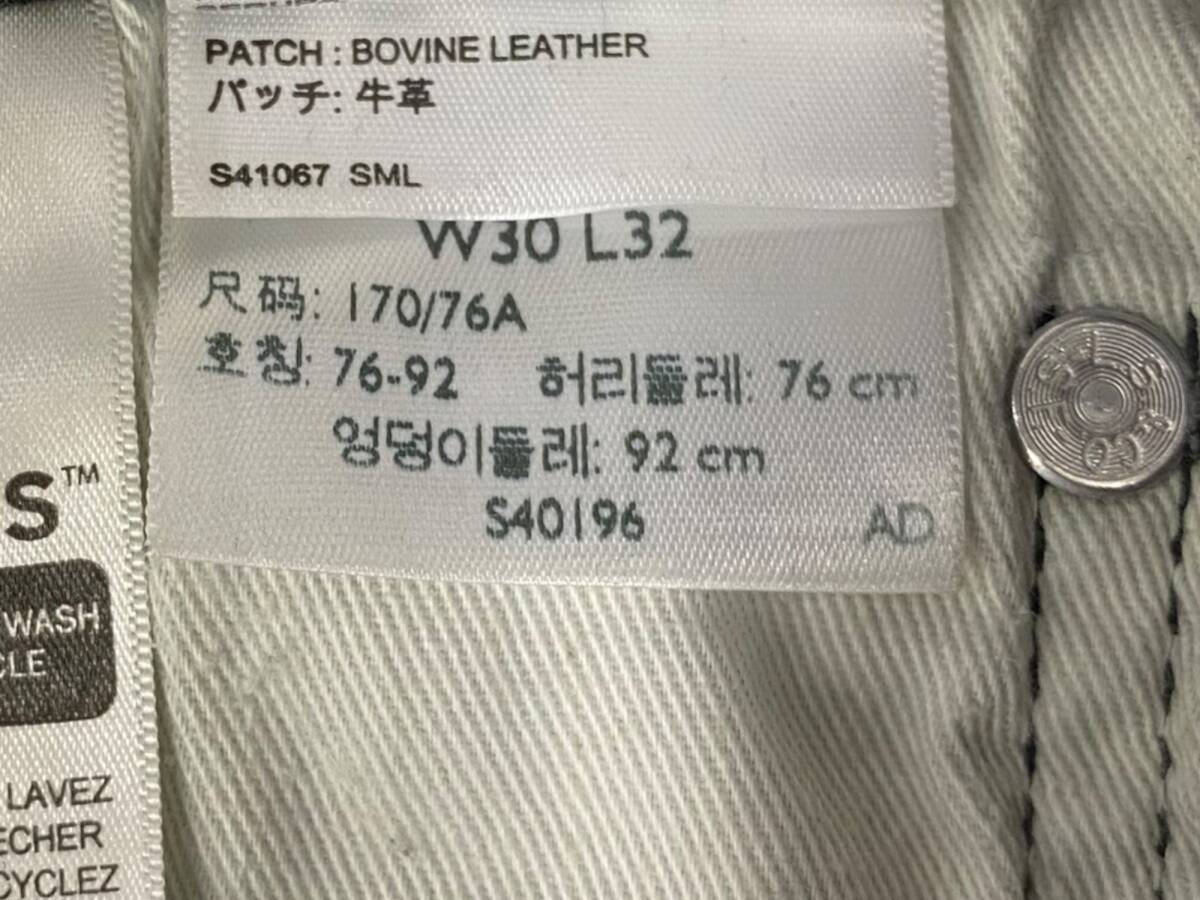 PATCH : BOVINE LEATHER
パッチ: 牛革
S41067 SML
W30 L32
尺码: 170/76A
호칭: 76-92 허리둘레: 76 cm
엉덩이둘레: 92 cm
S40196 AD
S™
WASH
CLE
LAVEZ
ECHER
CYCLEZ